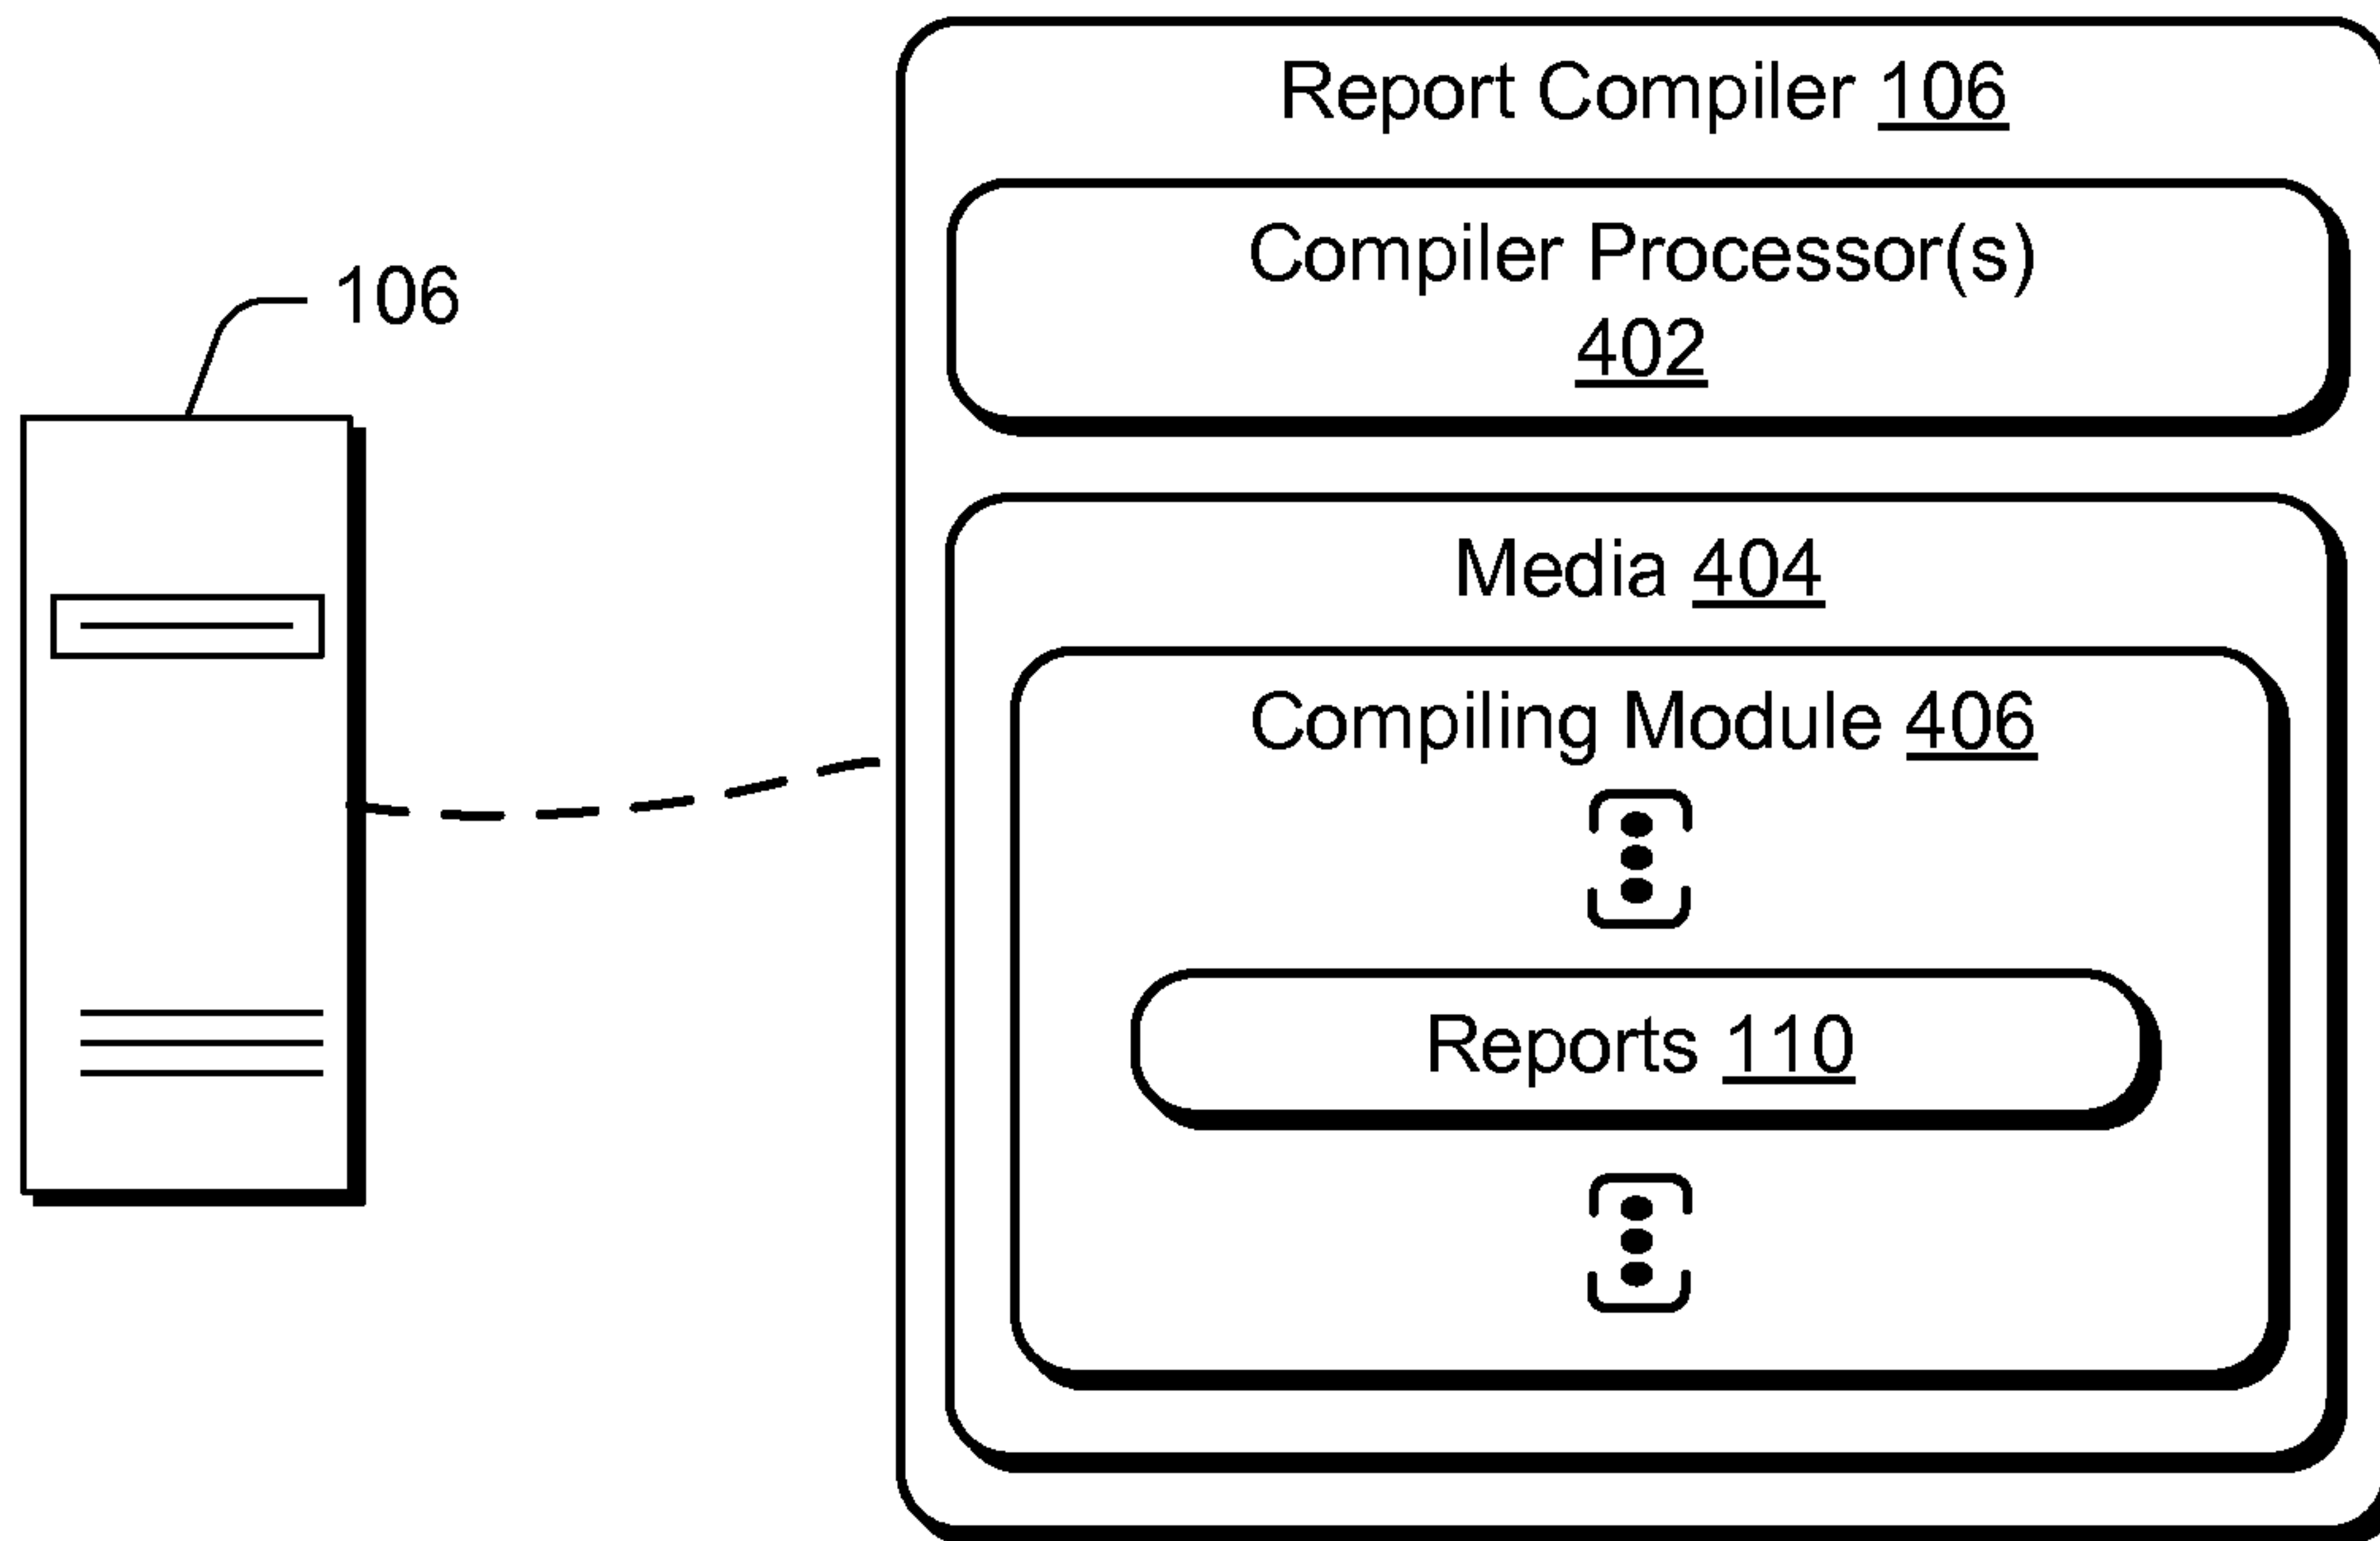 Report Compiler 106
Compiler Processor(s)
402
106
Media 404
Compiling Module 406
Reports 110